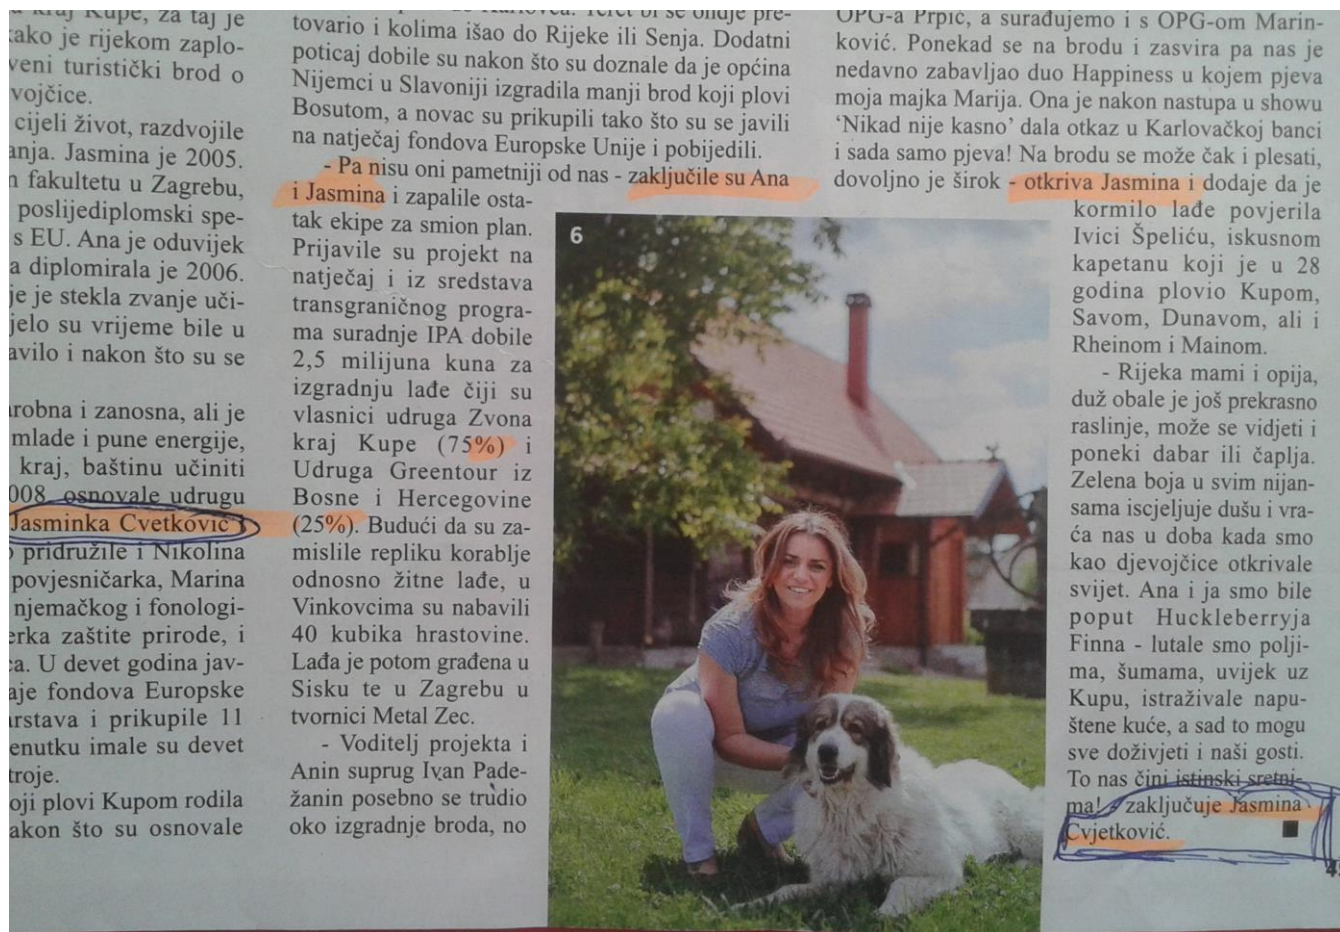 kraj Kupe, za taj je
kako je rijekom zaplo-
veni turistički brod o
vojčice.
cijeli život, razdvojile
anja. Jasmina je 2005.
fakultetu u Zagrebu,
poslijediplomski spe-
s EU. Ana je oduvijek
a diplomirala je 2006.
je je stekla zvanje uči-
jelo su vrijeme bile u
avilo i nakon što su se
robna i zanosna, ali je
mlade i pune energije,
kraj, baštinu učiniti
008. osnovale udrugu
Jasminka Cvetković i
pridružile i Nikolina
povjesničarka, Marina
njemačkog i fonologi-
erka zaštite prirode, i
ca. U devet godina jav-
aje fondova Europske
arstava i prikupile 11
enutku imale su devet
troje.
oji plovi Kupom rodila
akon što su osnovale
tovario i kolima išao do Rijeke ili Senja. Dodatni
poticaj dobile su nakon što su doznale da je općina
Nijemci u Slavoniji izgradila manji brod koji plovi
Bosutom, a novac su prikupili tako što su se javili
na natječaj fondova Europske Unije i pobijedili.
- Pa nisu oni pametniji od nas - zaključile su Ana
i Jasmina i zapalile osta-
tak ekipe za smion plan.
Prijavile su projekt na
natječaj i iz sredstava
transgraničnog progra-
ma suradnje IPA dobile
2,5 milijuna kuna za
izgradnju lađe čiji su
vlasnici udruga Zvona
kraj Kupe (75%) i
Udruga Greentour iz
Bosne i Hercegovine
(25%). Budući da su za-
mislile repliku korablje
odnosno žitne lađe, u
Vinkovcima su nabavili
40 kubika hrastovine.
Lađa je potom građena u
Sisku te u Zagrebu u
tvornici Metal Zec.
- Voditelj projekta i
Anin suprug Ivan Pade-
žanin posebno se trudio
oko izgradnje broda, no
6
OPG-a Prpić, a surađujemo i s OPG-om Marin-
ković. Ponekad se na brodu i zasvira pa nas je
nedavno zabavljao duo Happiness u kojem pjeva
moja majka Marija. Ona je nakon nastupa u showu
‘Nikad nije kasno’ dala otkaz u Karlovačkoj banci
i sada samo pjeva! Na brodu se može čak i plesati,
dovoljno je širok - otkriva Jasmina i dodaje da je
kormilo lađe povjerila
Ivici Špeliću, iskusnom
kapetanu koji je u 28
godina plovio Kupom,
Savom, Dunavom, ali i
Rheinom i Mainom.
- Rijeka mami i opija,
duž obale je još prekrasno
raslinje, može se vidjeti i
poneki dabar ili čaplja.
Zelena boja u svim nijan-
sama iscjeljuje dušu i vra-
ća nas u doba kada smo
kao djevojčice otkrivale
svijet. Ana i ja smo bile
poput Huckleberryja
Finna - lutale smo polji-
ma, šumama, uvijek uz
Kupu, istraživale napu-
štene kuće, a sad to mogu
sve doživjeti i naši gosti.
To nas čini istinski sretni-
ma! - zaključuje Jasmina
Cvjetković.